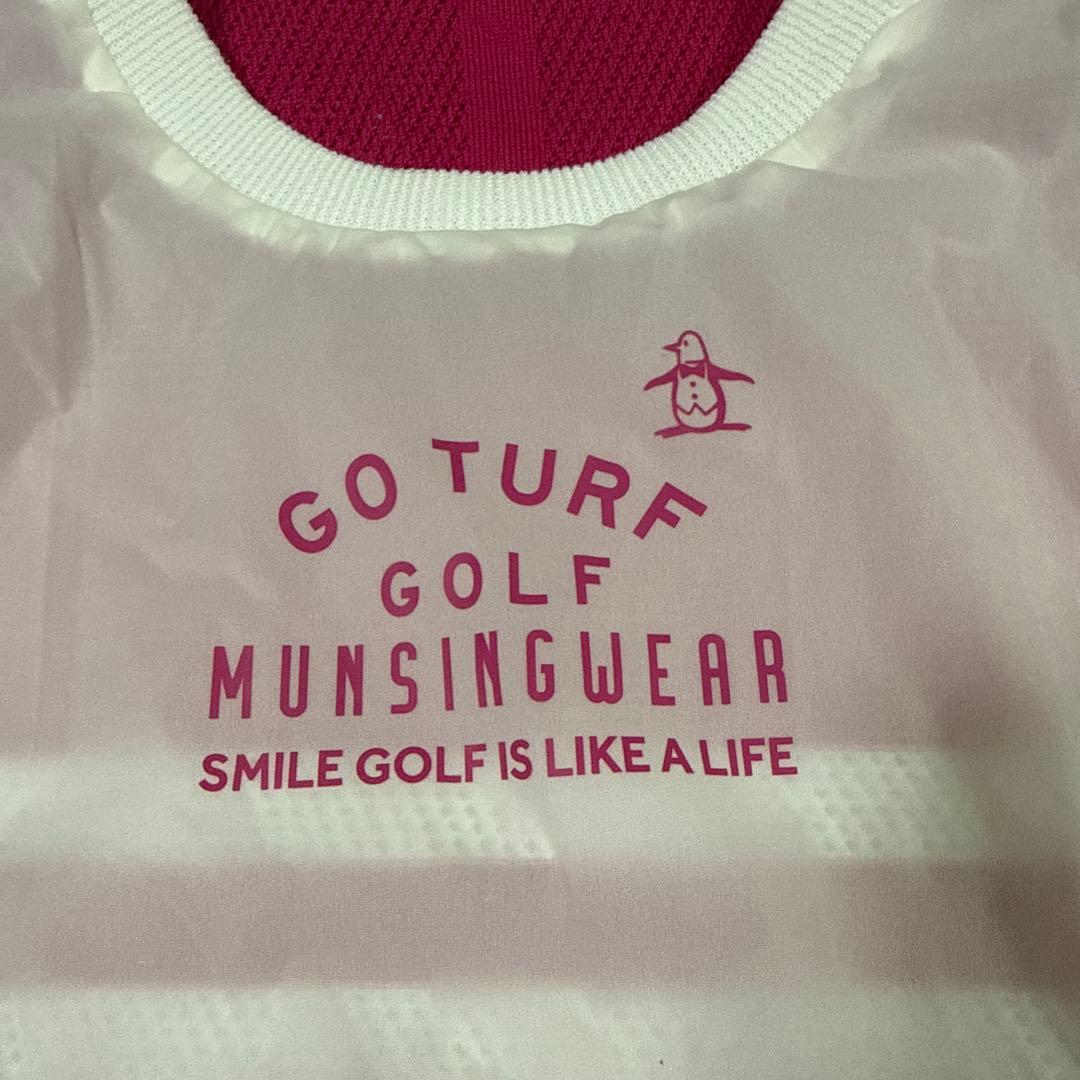 GO TURF
GOLF
MUNSINGWEAR
SMILE GOLF IS LIKE A LIFE